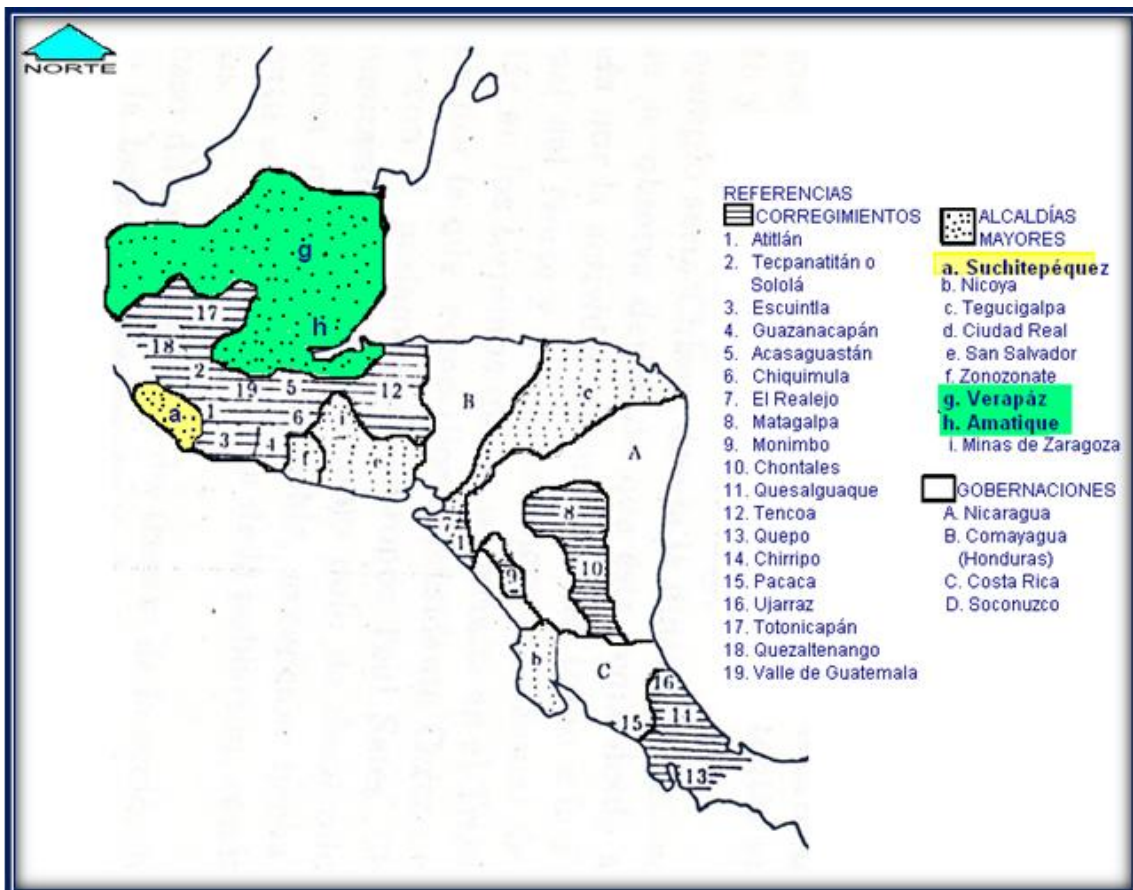 NORTE
REFERENCIAS
CORREGIMIENTOS
1. Atitlán
2. Tecpanatitán o
Sololá
3. Escuintla
4. Guazanacapán
5. Acasaguastán
6. Chiquimula
7. El Realejo
8. Matagalpa
9. Monimbo
10. Chontales
11. Quesalguaque
12. Tencoa
13. Quepo
14. Chirripo
15. Pacaca
16. Ujarraz
17. Totonicapán
18. Quezaltenango
19. Valle de Guatemala
ALCALDÍAS
MAYORES
a. Suchitepéquez
b. Nicoya
c. Tegucigalpa
d. Ciudad Real
e. San Salvador
f. Zonozonate
g. Verapáz
h. Amatique
i. Minas de Zaragoza
GOBERNACIONES
A. Nicaragua
B. Comayagua
(Honduras)
C. Costa Rica
D. Soconuzco
g
h
17
18
2
19
5
12
a
1
6
i
3
4
f
e
B
c
A
7
1
8
9
10
b
C
16
15
13